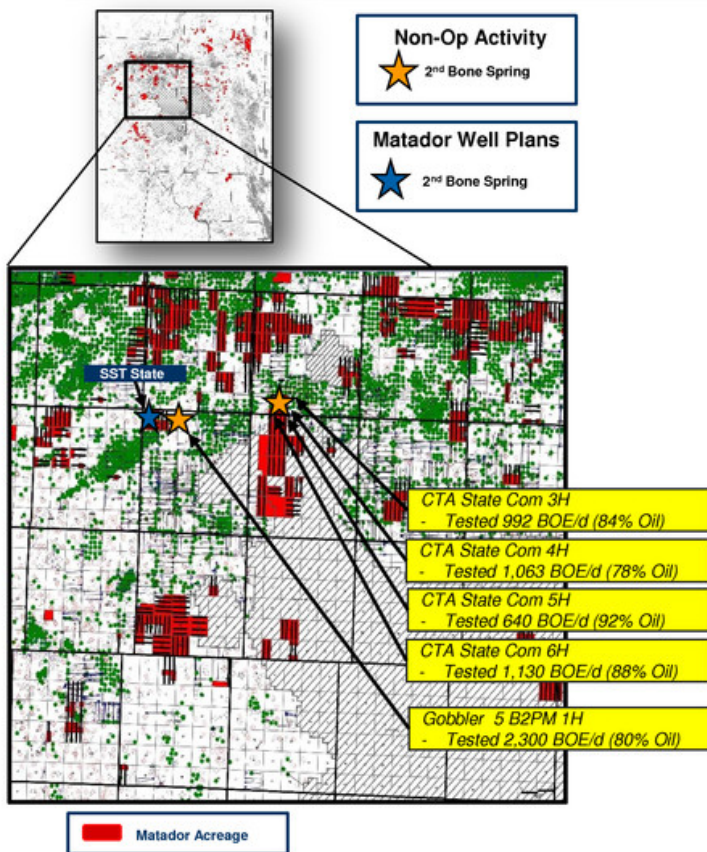 Non-Op Activity
2nd Bone Spring
Matador Well Plans
2nd Bone Spring
SST State
CTA State Com 3H
- Tested 992 BOE/d (84% Oil)
CTA State Com 4H
- Tested 1,063 BOE/d (78% Oil)
CTA State Com 5H
- Tested 640 BOE/d (92% Oil)
CTA State Com 6H
- Tested 1,130 BOE/d (88% Oil)
Gobbler 5 B2PM 1H
- Tested 2,300 BOE/d (80% Oil)
Matador Acreage